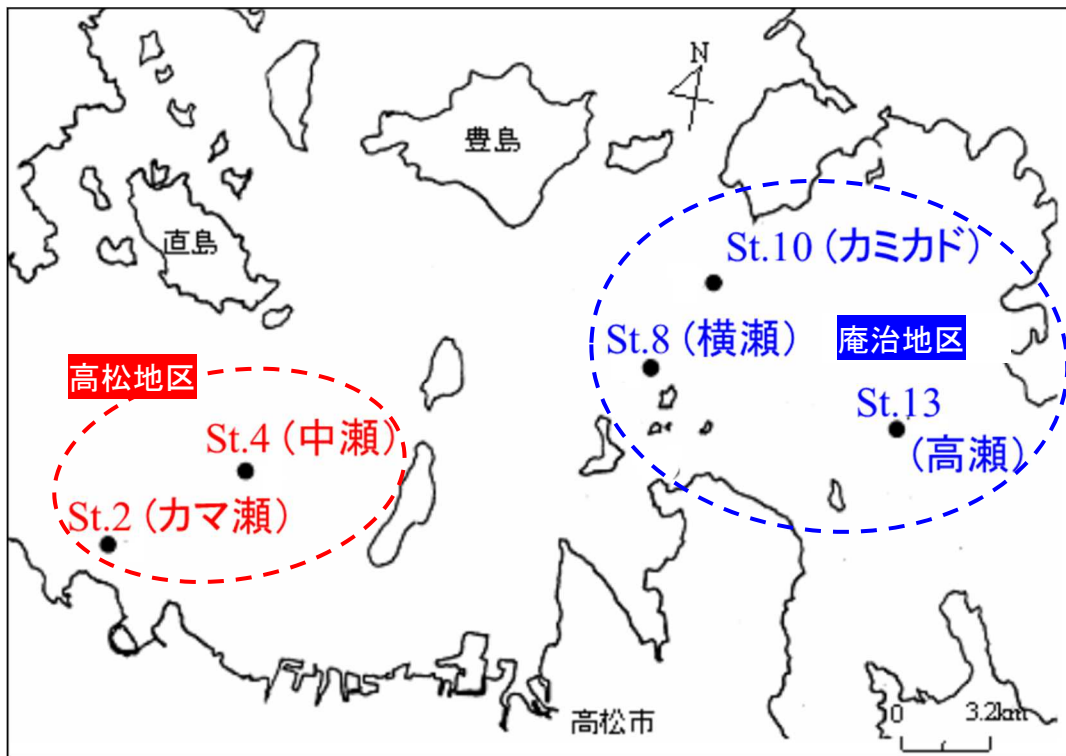 N
豊島
直島
St.10 (カミカド)
St.8 (横瀬)
庵治地区
高松地区
St.13
(高瀬)
St.4 (中瀬)
St.2 (カマ瀬)
高松市
0 3.2km